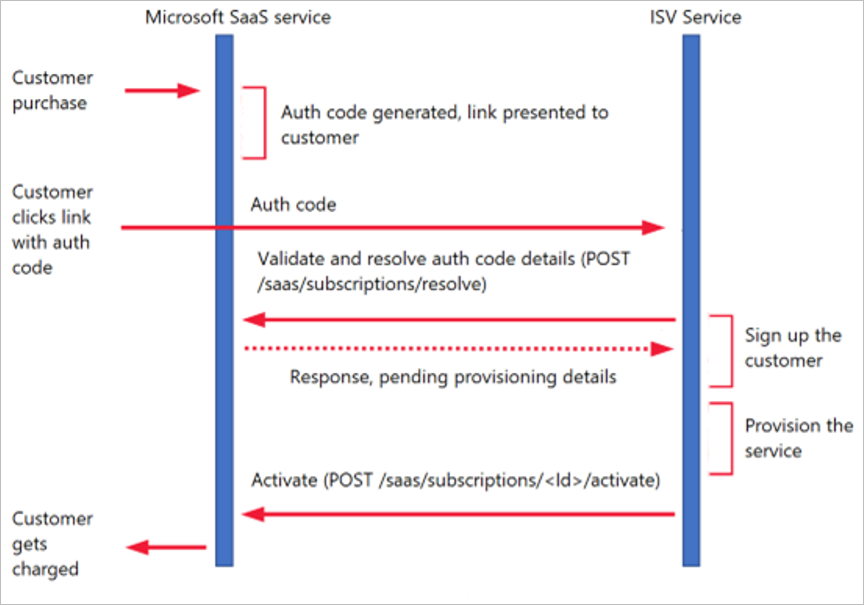 Microsoft SaaS service
ISV Service
Customer
purchase
Auth code generated, link presented to
customer
Customer
clicks link
with auth
code
Auth code
Validate and resolve auth code details (POST
/saas/subscriptions/resolve)
Sign up the
customer
Response, pending provisioning details
Provision the
service
Activate (POST /saas/subscriptions/<Id>/activate)
Customer
gets
charged